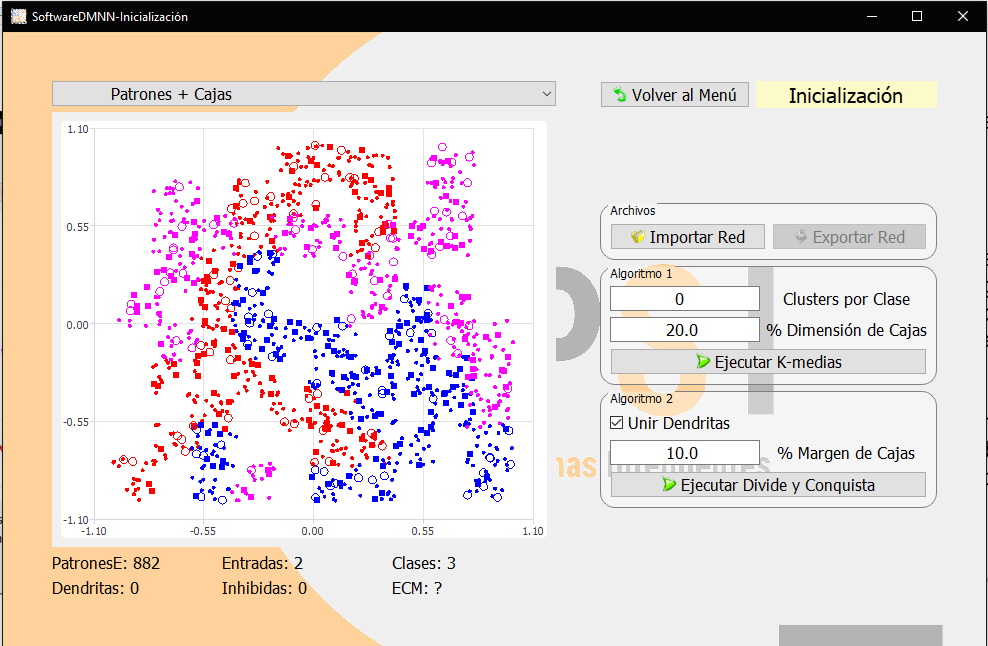 SoftwareDMNN-Inicialización
Patrones + Cajas
Volver al Menú
Inicialización
1.10
0.55
0.00
-0.55
-1.10
-1.10 -0.55 0.00 0.55 1.10
Archivos
Importar Red
Exportar Red
Algoritmo 1
0 Clusters por Clase
20.0 % Dimensión de Cajas
Ejecutar K-medias
Algoritmo 2
Unir Dendritas
10.0 % Margen de Cajas
Ejecutar Divide y Conquista
PatronesE: 882 Entradas: 2 Clases: 3
Dendritas: 0 Inhibidas: 0 ECM: ?